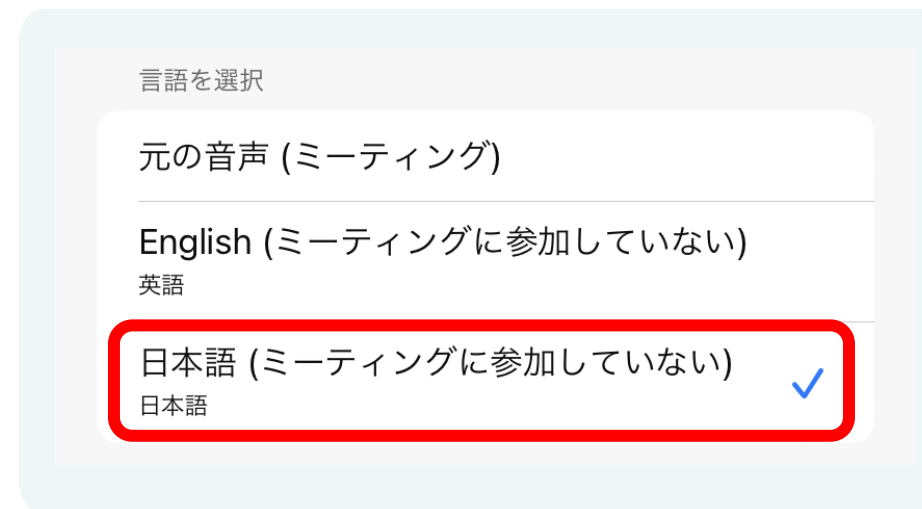 言語を選択
元の音声 (ミーティング)
English (ミーティングに参加していない)
英語
日本語 (ミーティングに参加していない)
日本語